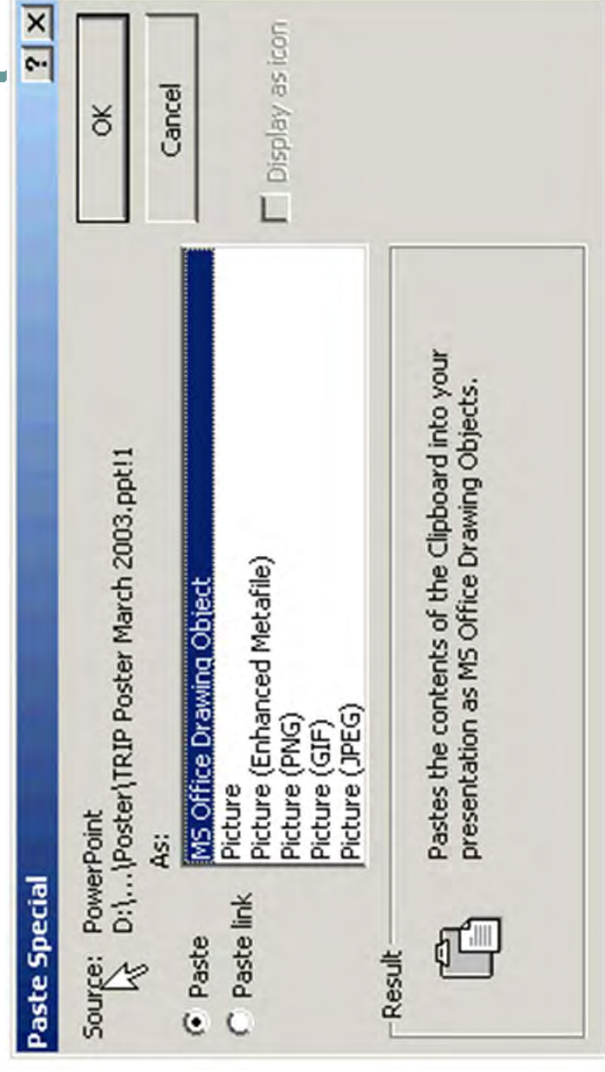 Paste Special
? X
Source: PowerPoint
D:\...\Poster\TRIP Poster March 2003.ppt!1
As:
Paste
Paste link
MS Office Drawing Object
Picture
Picture (Enhanced Metafile)
Picture (PNG)
Picture (GIF)
Picture (JPEG)
OK
Cancel
Display as icon
Result
Pastes the contents of the Clipboard into your
presentation as MS Office Drawing Objects.